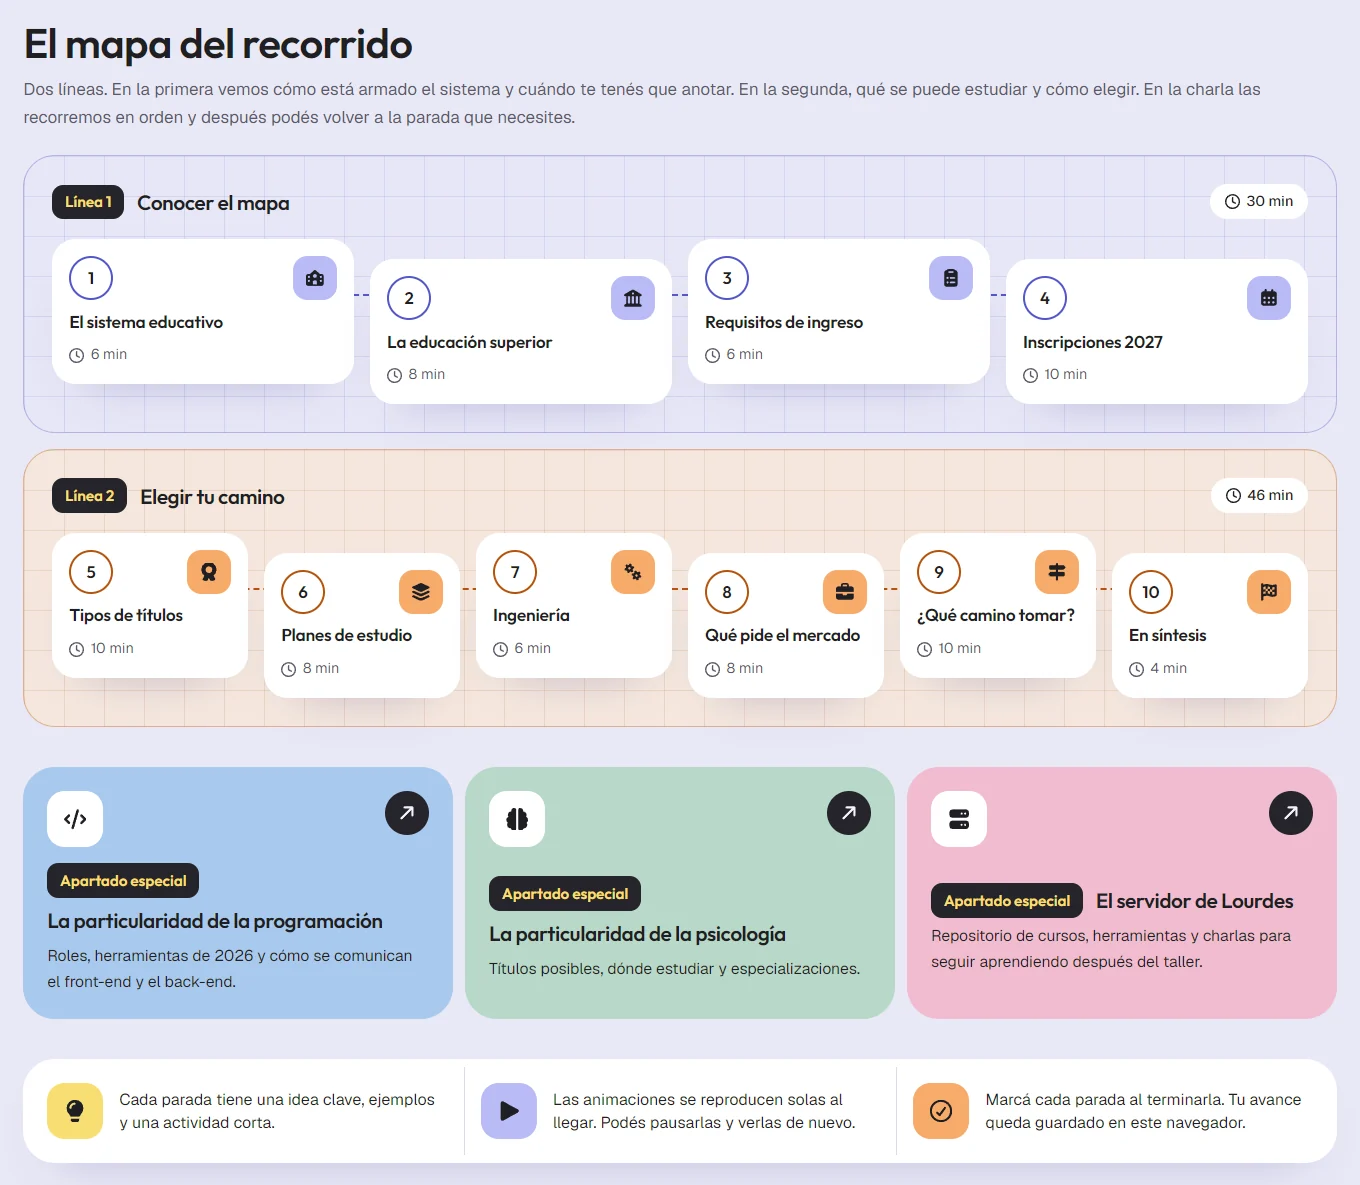 El mapa del recorrido
Dos líneas. En la primera vemos cómo está armado el sistema y cuándo te tenés que anotar. En la segunda, qué se puede estudiar y cómo elegir. En la charla las
recorremos en orden y después podés volver a la parada que necesites.
Línea 1 Conocer el mapa
30 min
1
El sistema educativo
6 min
2
La educación superior
8 min
3
Requisitos de ingreso
6 min
4
Inscripciones 2027
10 min
Línea 2 Elegir tu camino
46 min
5
Tipos de títulos
10 min
6
Planes de estudio
8 min
7
Ingeniería
6 min
8
Qué pide el mercado
8 min
9
¿Qué camino tomar?
10 min
10
En síntesis
4 min
</>
Apartado especial
La particularidad de la programación
Roles, herramientas de 2026 y cómo se comunican
el front-end y el back-end.
Apartado especial
La particularidad de la psicología
Títulos posibles, dónde estudiar y especializaciones.
Apartado especial El servidor de Lourdes
Repositorio de cursos, herramientas y charlas para
seguir aprendiendo después del taller.
Cada parada tiene una idea clave, ejemplos
y una actividad corta.
Las animaciones se reproducen solas al
llegar. Podés pausarlas y verlas de nuevo.
Marcá cada parada al terminarla. Tu avance
queda guardado en este navegador.